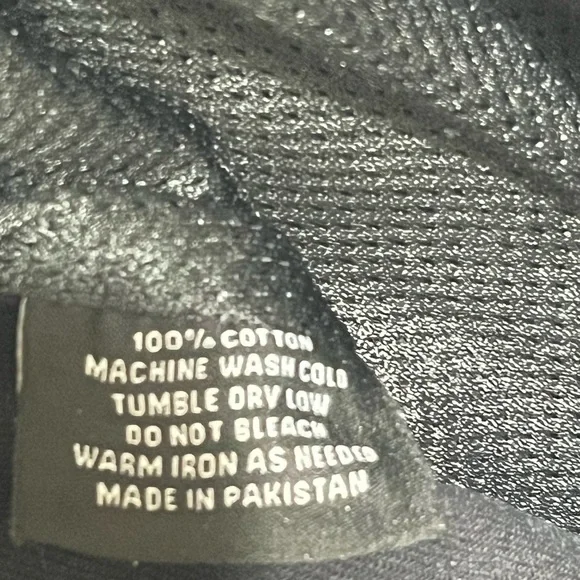 100% COTTON
MACHINE WASH COLD
TUMBLE DRY LOW
DO NOT BLEACH
WARM IRON AS NEEDED
MADE IN PAKISTAN